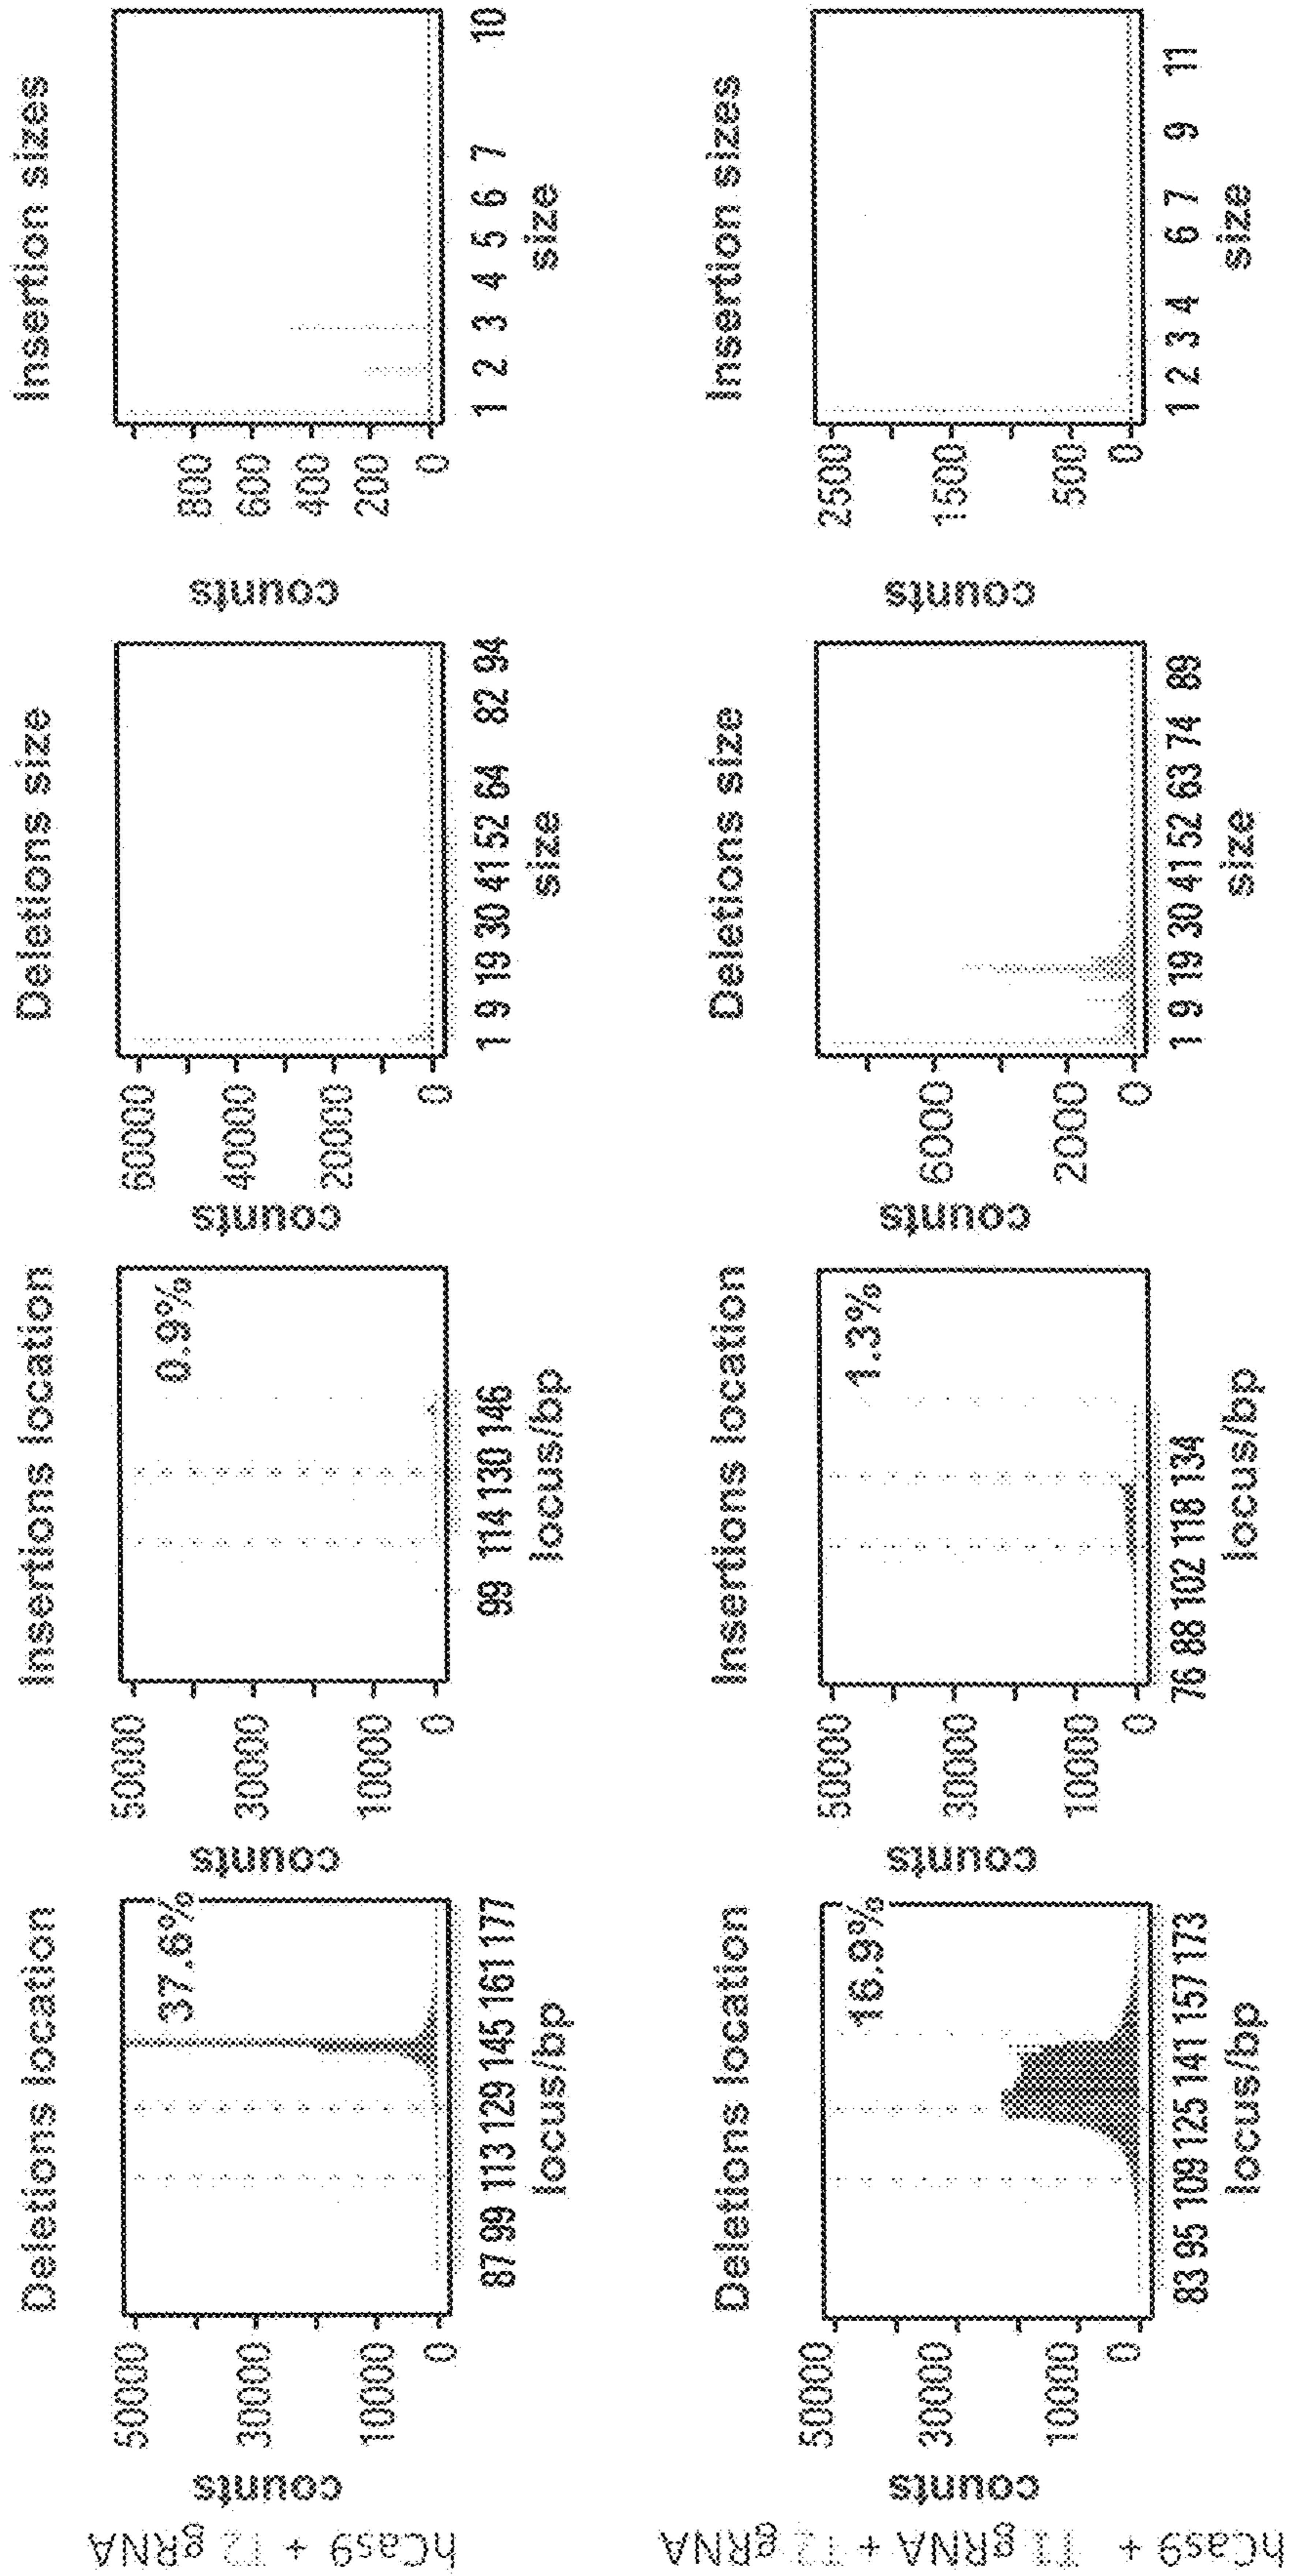 hCas9 + T2 gRNA
Deletions location
counts
50000
30000
10000
0
37.6%
87 99 113 129 145 161 177
locus/bp
Insertions location
counts
50000
30000
10000
0
0.9%
99 114 130 146
locus/bp
Deletions size
counts
60000
40000
20000
0
1 9 19 30 41 52 64 82 94
size
Insertion sizes
counts
800
600
400
200
0
1 2 3 4 5 6 7 10
size
hCas9 + T1 gRNA + T2 gRNA
Deletions location
counts
50000
30000
10000
0
16.9%
83 95 109 125 141 157 173
locus/bp
Insertions location
counts
50000
30000
10000
0
1.3%
76 88 102 118 134
locus/bp
Deletions size
counts
6000
2000
0
1 9 19 30 41 52 63 74 89
size
Insertion sizes
counts
2500
1500
500
0
1 2 3 4 6 7 9 11
size